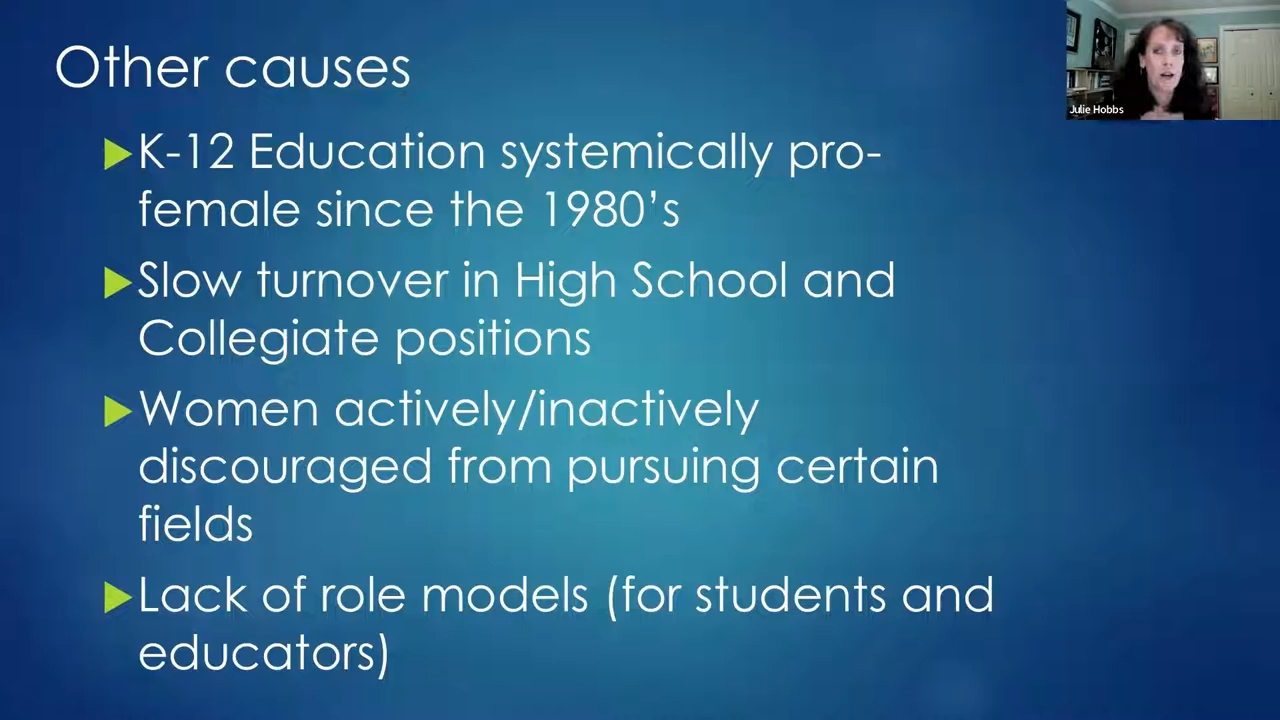 Other causes
K-12 Education systemically pro-
female since the 1980’s
Slow turnover in High School and
Collegiate positions
Women actively/inactively
discouraged from pursuing certain
fields
Lack of role models (for students and
educators)
Julie Hobbs